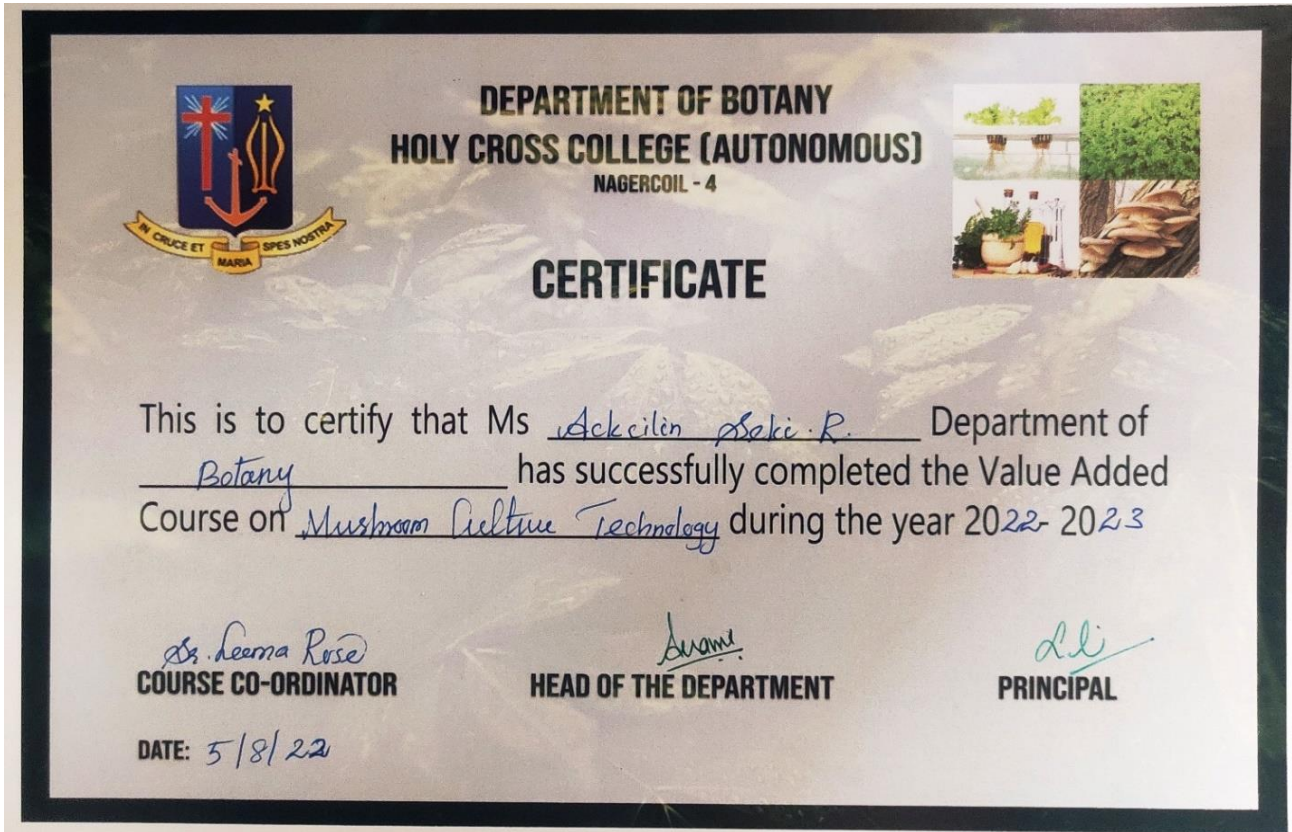 DEPARTMENT OF BOTANY
HOLY CROSS COLLEGE (AUTONOMOUS)
NAGERCOIL - 4
IN CRUCE ET MARIA SPES NOSTRA
CERTIFICATE
This is to certify that Ms Ackcilin Seki. R. Department of
Botany has successfully completed the Value Added
Course on Mushroom Culture Technology during the year 2022- 2023
Sr. Leema Rose
COURSE CO-ORDINATOR HEAD OF THE DEPARTMENT PRINCIPAL
DATE: 5/8/22